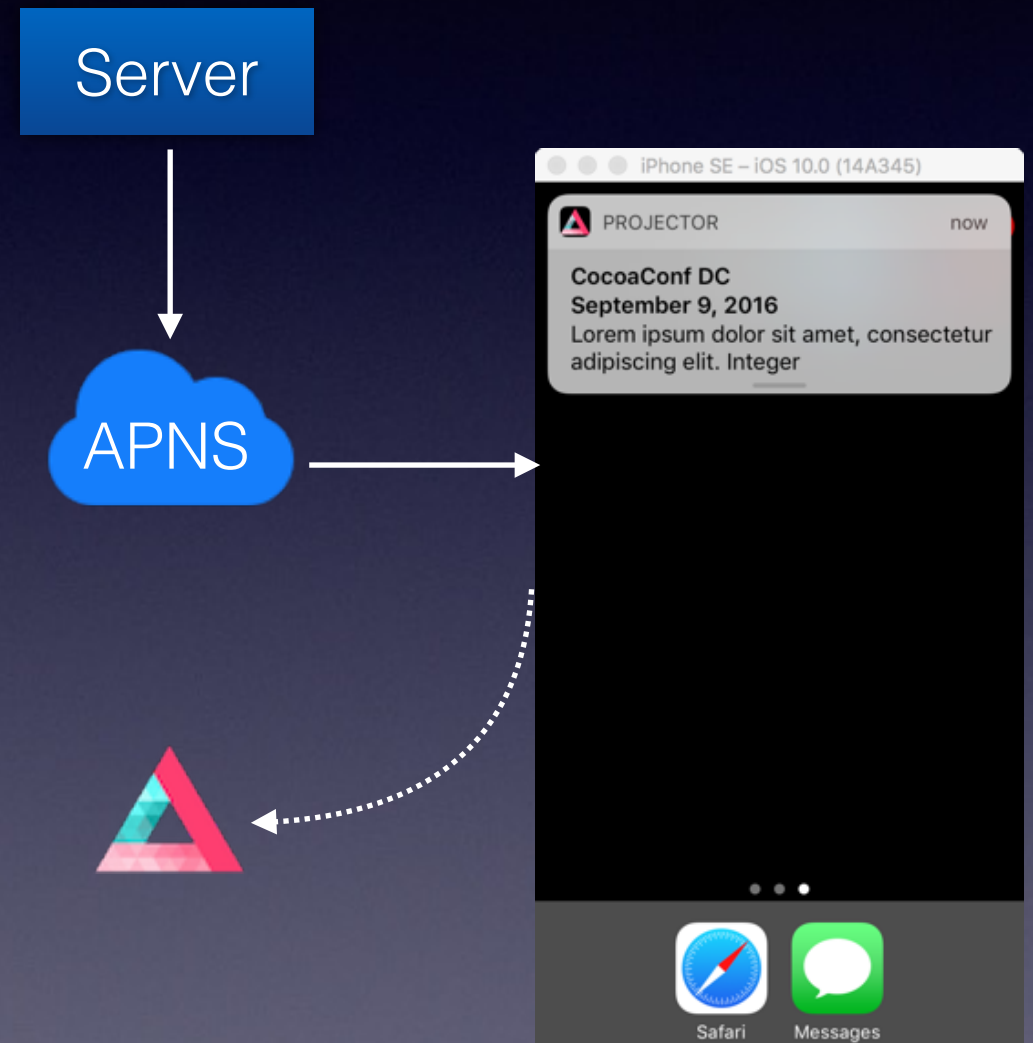 Server
iPhone SE – iOS 10.0 (14A345)
PROJECTOR
now
CocoaConf DC
September 9, 2016
Lorem ipsum dolor sit amet, consectetur
adipiscing elit. Integer
APNS
Safari
Messages